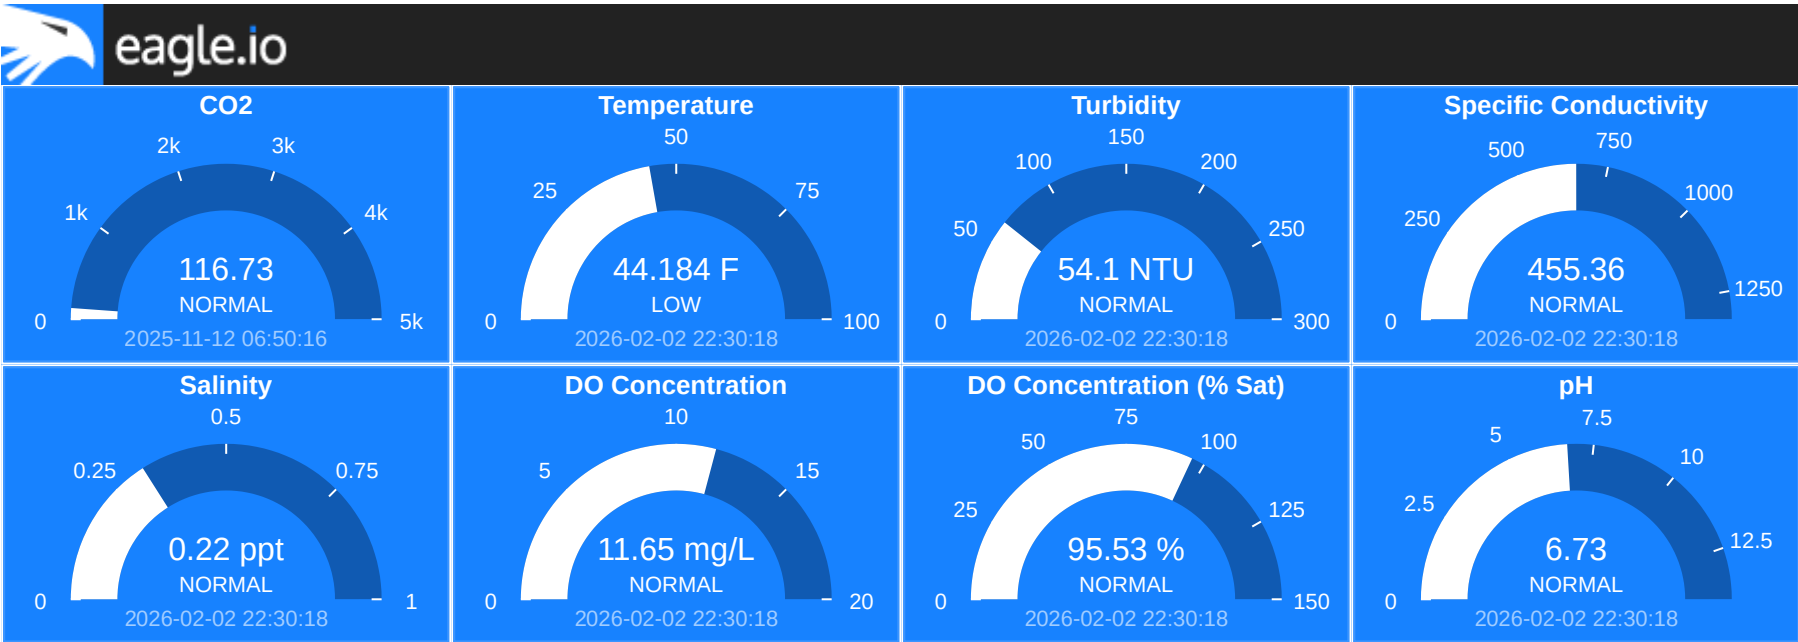 eagle.io
CO2
0
1k
2k
3k
4k
5k
116.73
NORMAL
2025-11-12 06:50:16
Temperature
0
25
50
75
100
44.184 F
LOW
2026-02-02 22:30:18
Turbidity
0
50
100
150
200
250
300
54.1 NTU
NORMAL
2026-02-02 22:30:18
Specific Conductivity
0
250
500
750
1000
1250
455.36
NORMAL
2026-02-02 22:30:18
Salinity
0
0.25
0.5
0.75
1
0.22 ppt
NORMAL
2026-02-02 22:30:18
DO Concentration
0
5
10
15
20
11.65 mg/L
NORMAL
2026-02-02 22:30:18
DO Concentration (% Sat)
0
25
50
75
100
125
150
95.53 %
NORMAL
2026-02-02 22:30:18
pH
0
2.5
5
7.5
10
12.5
6.73
NORMAL
2026-02-02 22:30:18